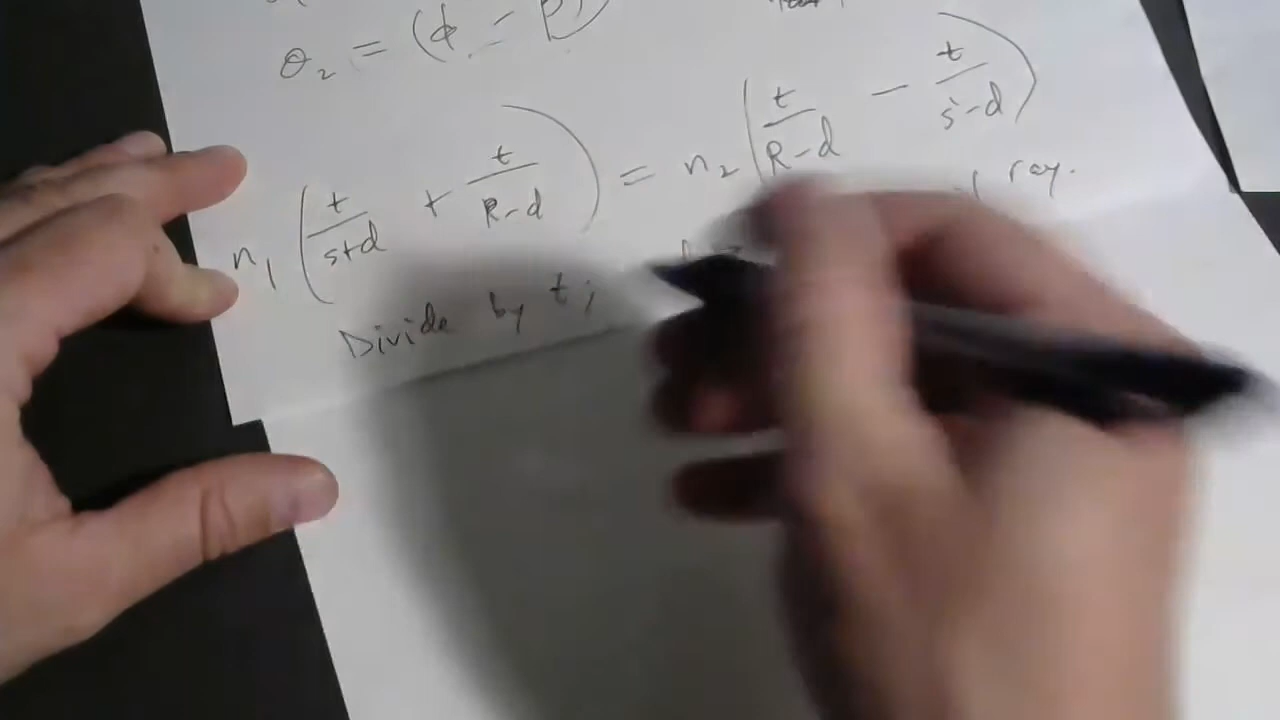 θ₂ = (ϕ - β)
n₁ (t/(s+d) + t/(R-d)) = n₂ (t/(R-d) - t/(s-d))
ray.
Divide by t;